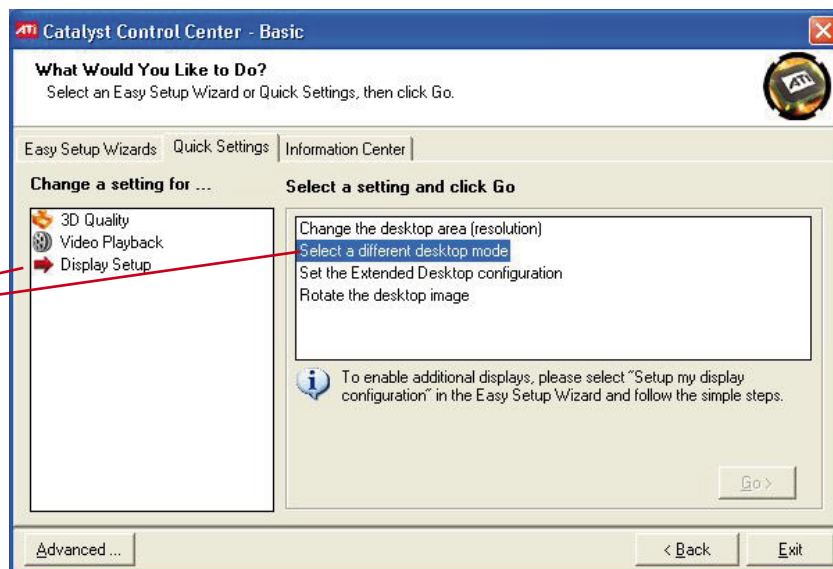 ATI Catalyst Control Center - Basic
What Would You Like to Do?
Select an Easy Setup Wizard or Quick Settings, then click Go.
ATI
Easy Setup Wizards Quick Settings Information Center
Change a setting for ...
3D Quality
Video Playback
Display Setup
Select a setting and click Go
Change the desktop area (resolution)
Select a different desktop mode
Set the Extended Desktop configuration
Rotate the desktop image
To enable additional displays, please select "Setup my display
configuration" in the Easy Setup Wizard and follow the simple steps.
Go >
Advanced ...
< Back
Exit